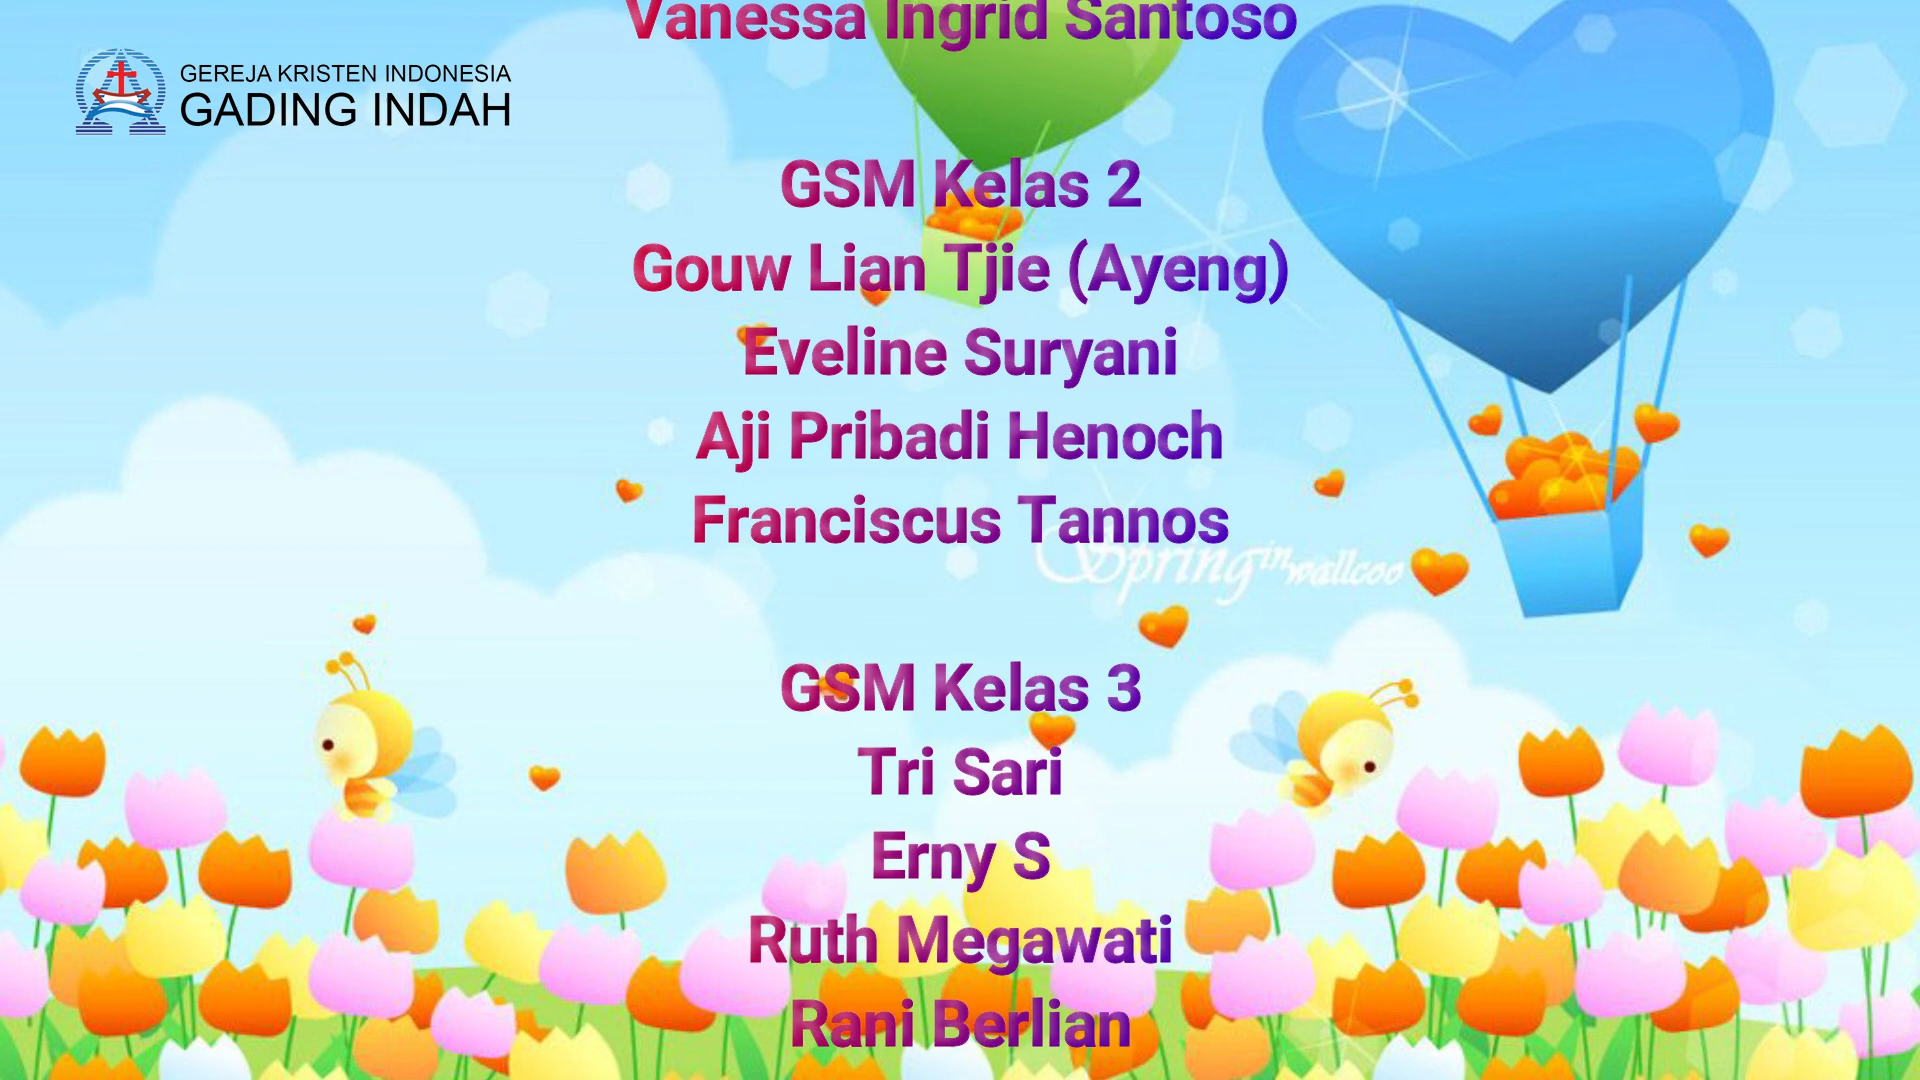 Vanessa Ingrid Santoso
GEREJA KRISTEN INDONESIA
GADING INDAH
GSM Kelas 2
Gouw Lian Tjie (Ayeng)
Eveline Suryani
Aji Pribadi Henoch
Franciscus Tannos
Spring in wallcoo
GSM Kelas 3
Tri Sari
Erny S
Ruth Megawati
Rani Berlian